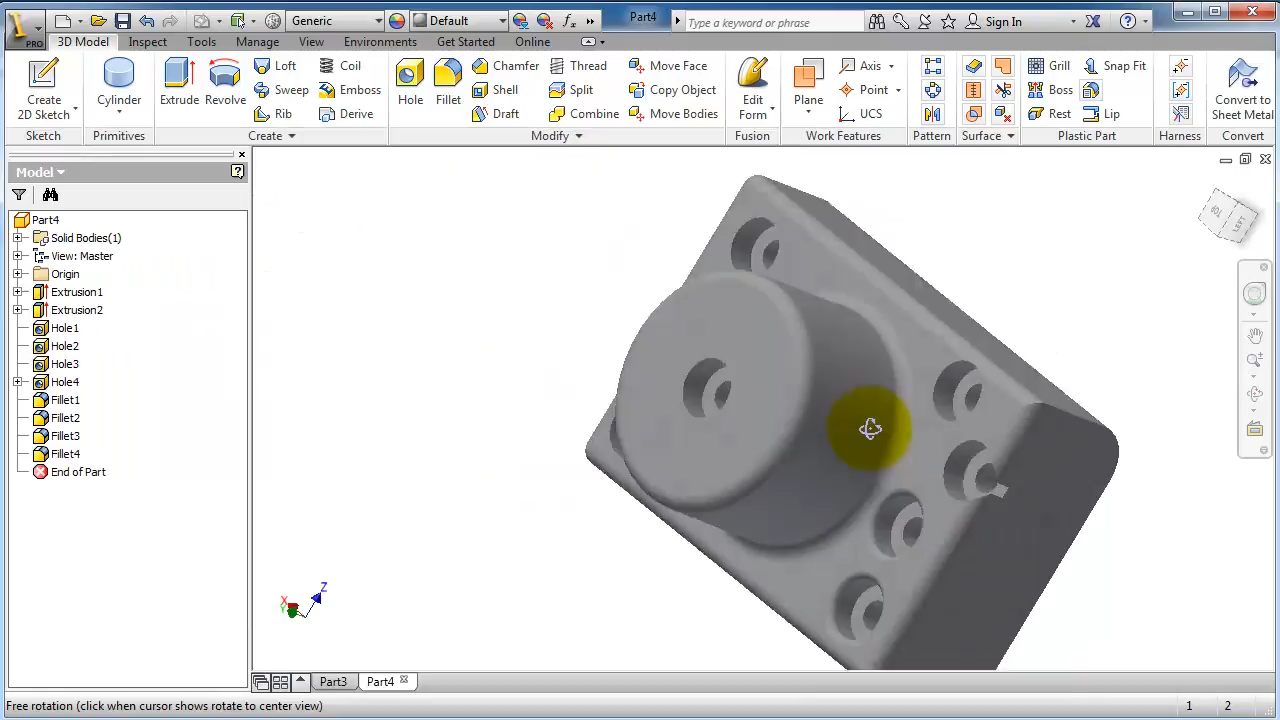 PRO
Generic
Default
fx
Part4
Type a keyword or phrase
Sign In
3D Model
Inspect
Tools
Manage
View
Environments
Get Started
Online
Create
2D Sketch
Sketch
Cylinder
Primitives
Extrude
Revolve
Loft
Sweep
Rib
Coil
Emboss
Derive
Create
Hole
Fillet
Chamfer
Shell
Draft
Thread
Split
Combine
Move Face
Copy Object
Move Bodies
Modify
Edit
Form
Fusion
Plane
Axis
Point
UCS
Work Features
Pattern
Surface
Grill
Boss
Rest
Snap Fit
Lip
Plastic Part
Harness
Convert to
Sheet Metal
Convert
Model
Part4
Solid Bodies(1)
View: Master
Origin
Extrusion1
Extrusion2
Hole1
Hole2
Hole3
Hole4
Fillet1
Fillet2
Fillet3
Fillet4
End of Part
LEFT
Z
X
Y
Part3
Part4
Free rotation (click when cursor shows rotate to center view)
1
2